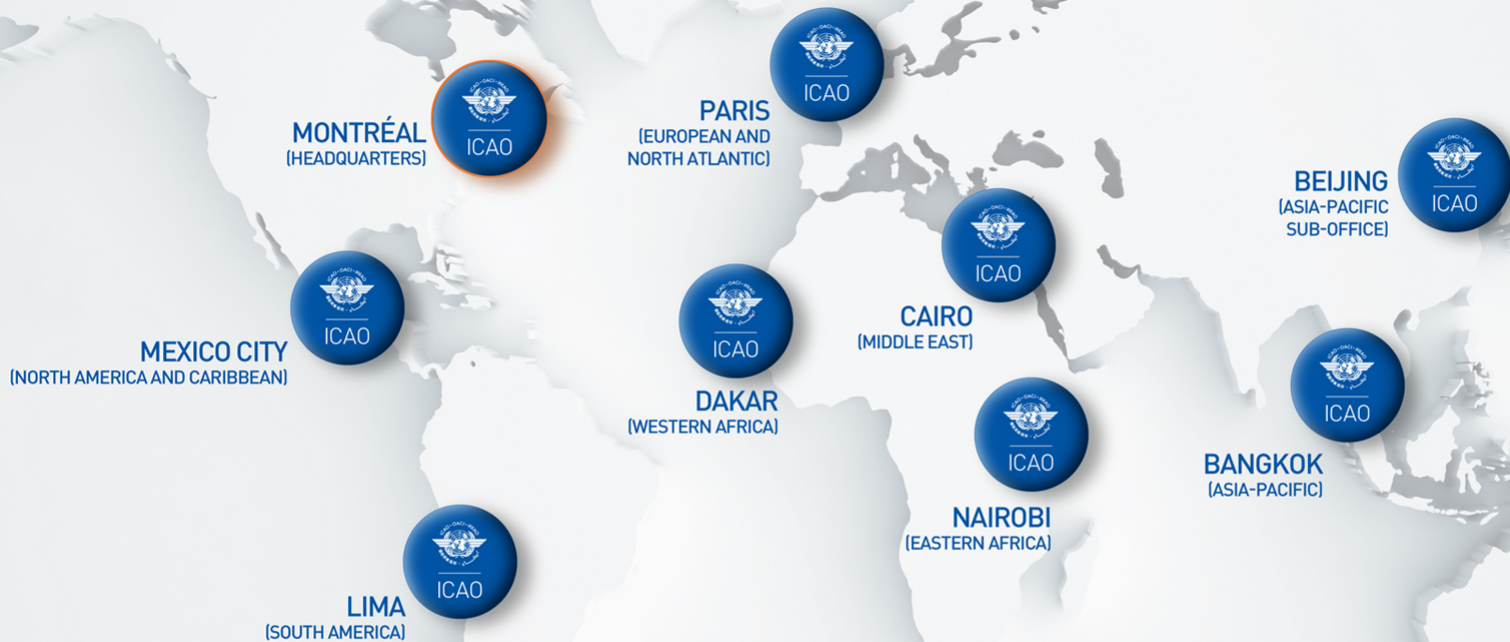 ICAO
PARIS
(EUROPEAN AND
NORTH ATLANTIC)
ICAO
MONTRÉAL
(HEADQUARTERS)
ICAO
BEIJING
(ASIA-PACIFIC
SUB-OFFICE)
ICAO
MEXICO CITY
(NORTH AMERICA AND CARIBBEAN)
ICAO
DAKAR
(WESTERN AFRICA)
ICAO
CAIRO
(MIDDLE EAST)
ICAO
NAIROBI
(EASTERN AFRICA)
ICAO
BANGKOK
(ASIA-PACIFIC)
ICAO
LIMA
(SOUTH AMERICA)